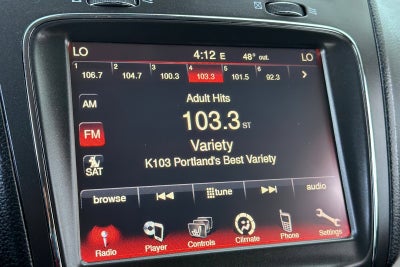 LO 4:12 E 48° out. LO
1 2 3 4 5 6
106.7 104.7 100.3 103.3 101.5 92.3
AM
Adult Hits
FM
103.3 ST
Variety
SAT
K103 Portland's Best Variety
browse tune audio
Radio Player Controls Climate Phone Settings